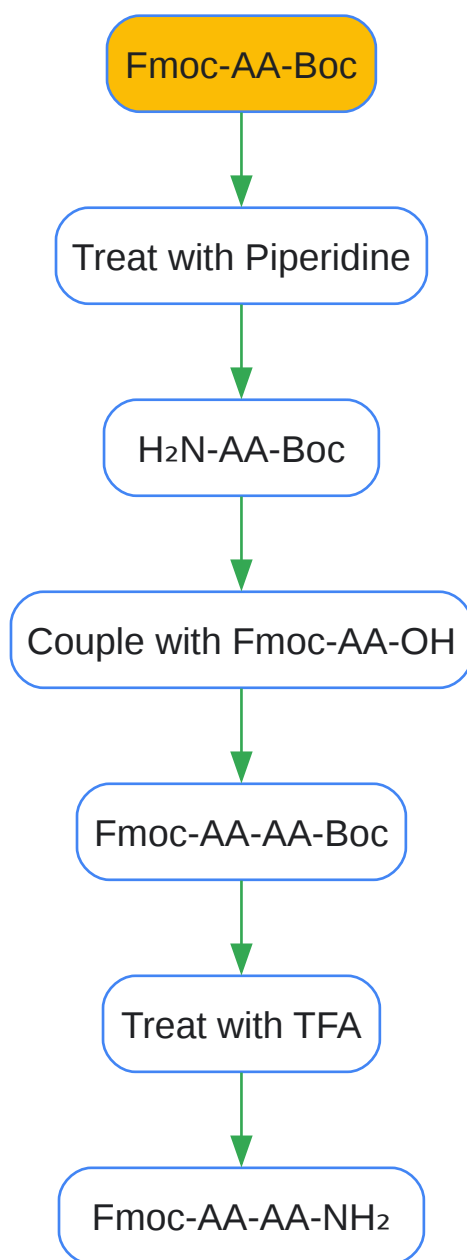 Fmoc-AA-Boc
Treat with Piperidine
H₂N-AA-Boc
Couple with Fmoc-AA-OH
Fmoc-AA-AA-Boc
Treat with TFA
Fmoc-AA-AA-NH₂